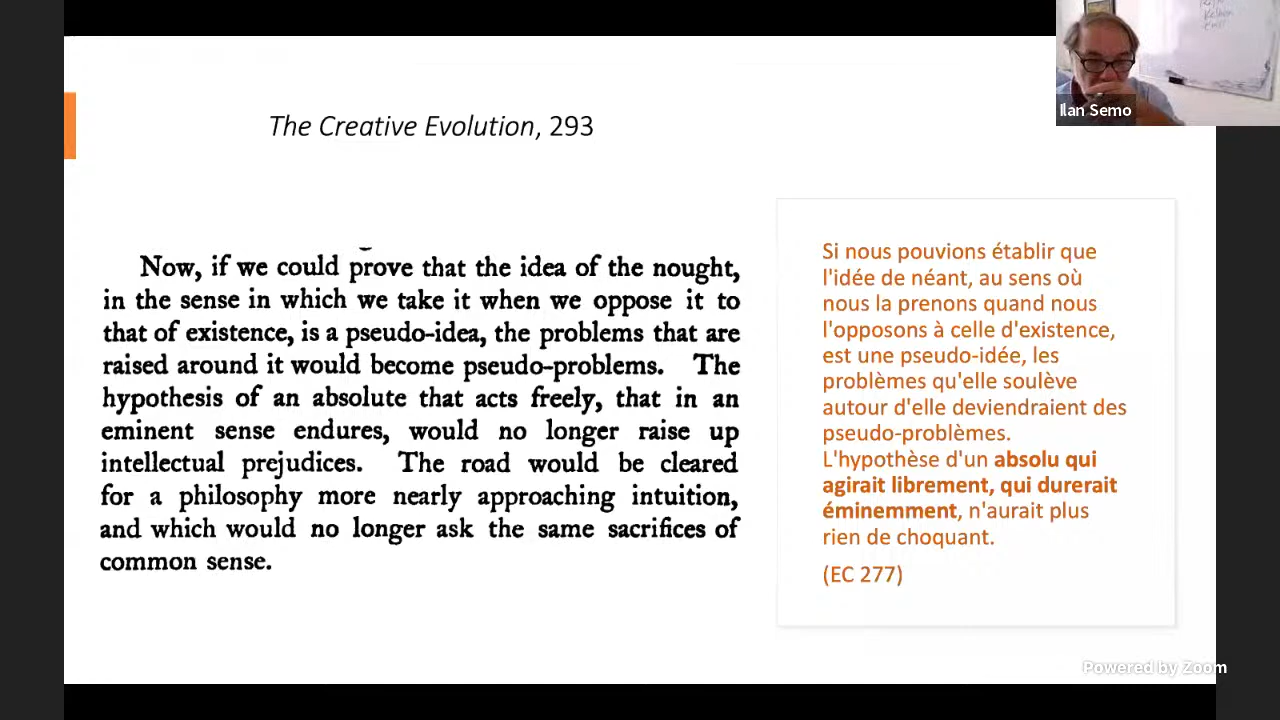 The Creative Evolution, 293
Now, if we could prove that the idea of the nought,
in the sense in which we take it when we oppose it to
that of existence, is a pseudo-idea, the problems that are
raised around it would become pseudo-problems. The
hypothesis of an absolute that acts freely, that in an
eminent sense endures, would no longer raise up
intellectual prejudices. The road would be cleared
for a philosophy more nearly approaching intuition,
and which would no longer ask the same sacrifices of
common sense.
Si nous pouvions établir que
l'idée de néant, au sens où
nous la prenons quand nous
l'opposons à celle d'existence,
est une pseudo-idée, les
problèmes qu'elle soulève
autour d'elle deviendraient des
pseudo-problèmes.
L'hypothèse d'un absolu qui
agirait librement, qui durerait
éminemment, n'aurait plus
rien de choquant.
(EC 277)
Ilan Semo
Powered by Zoom